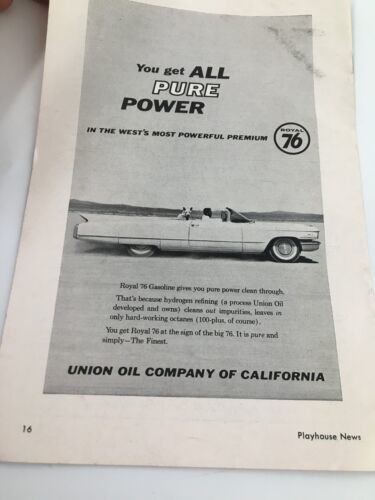 You get ALL
PURE
POWER
IN THE WEST'S MOST POWERFUL PREMIUM
ROYAL
76
Royal 76 Gasoline gives you pure power clean through.
That's because hydrogen refining (a process Union Oil
developed and owns) cleans out impurities, leaves in
only hard-working octanes (100-plus, of course).
You get Royal 76 at the sign of the big 76. It is pure and
simply—The Finest.
UNION OIL COMPANY OF CALIFORNIA
16
Playhouse News